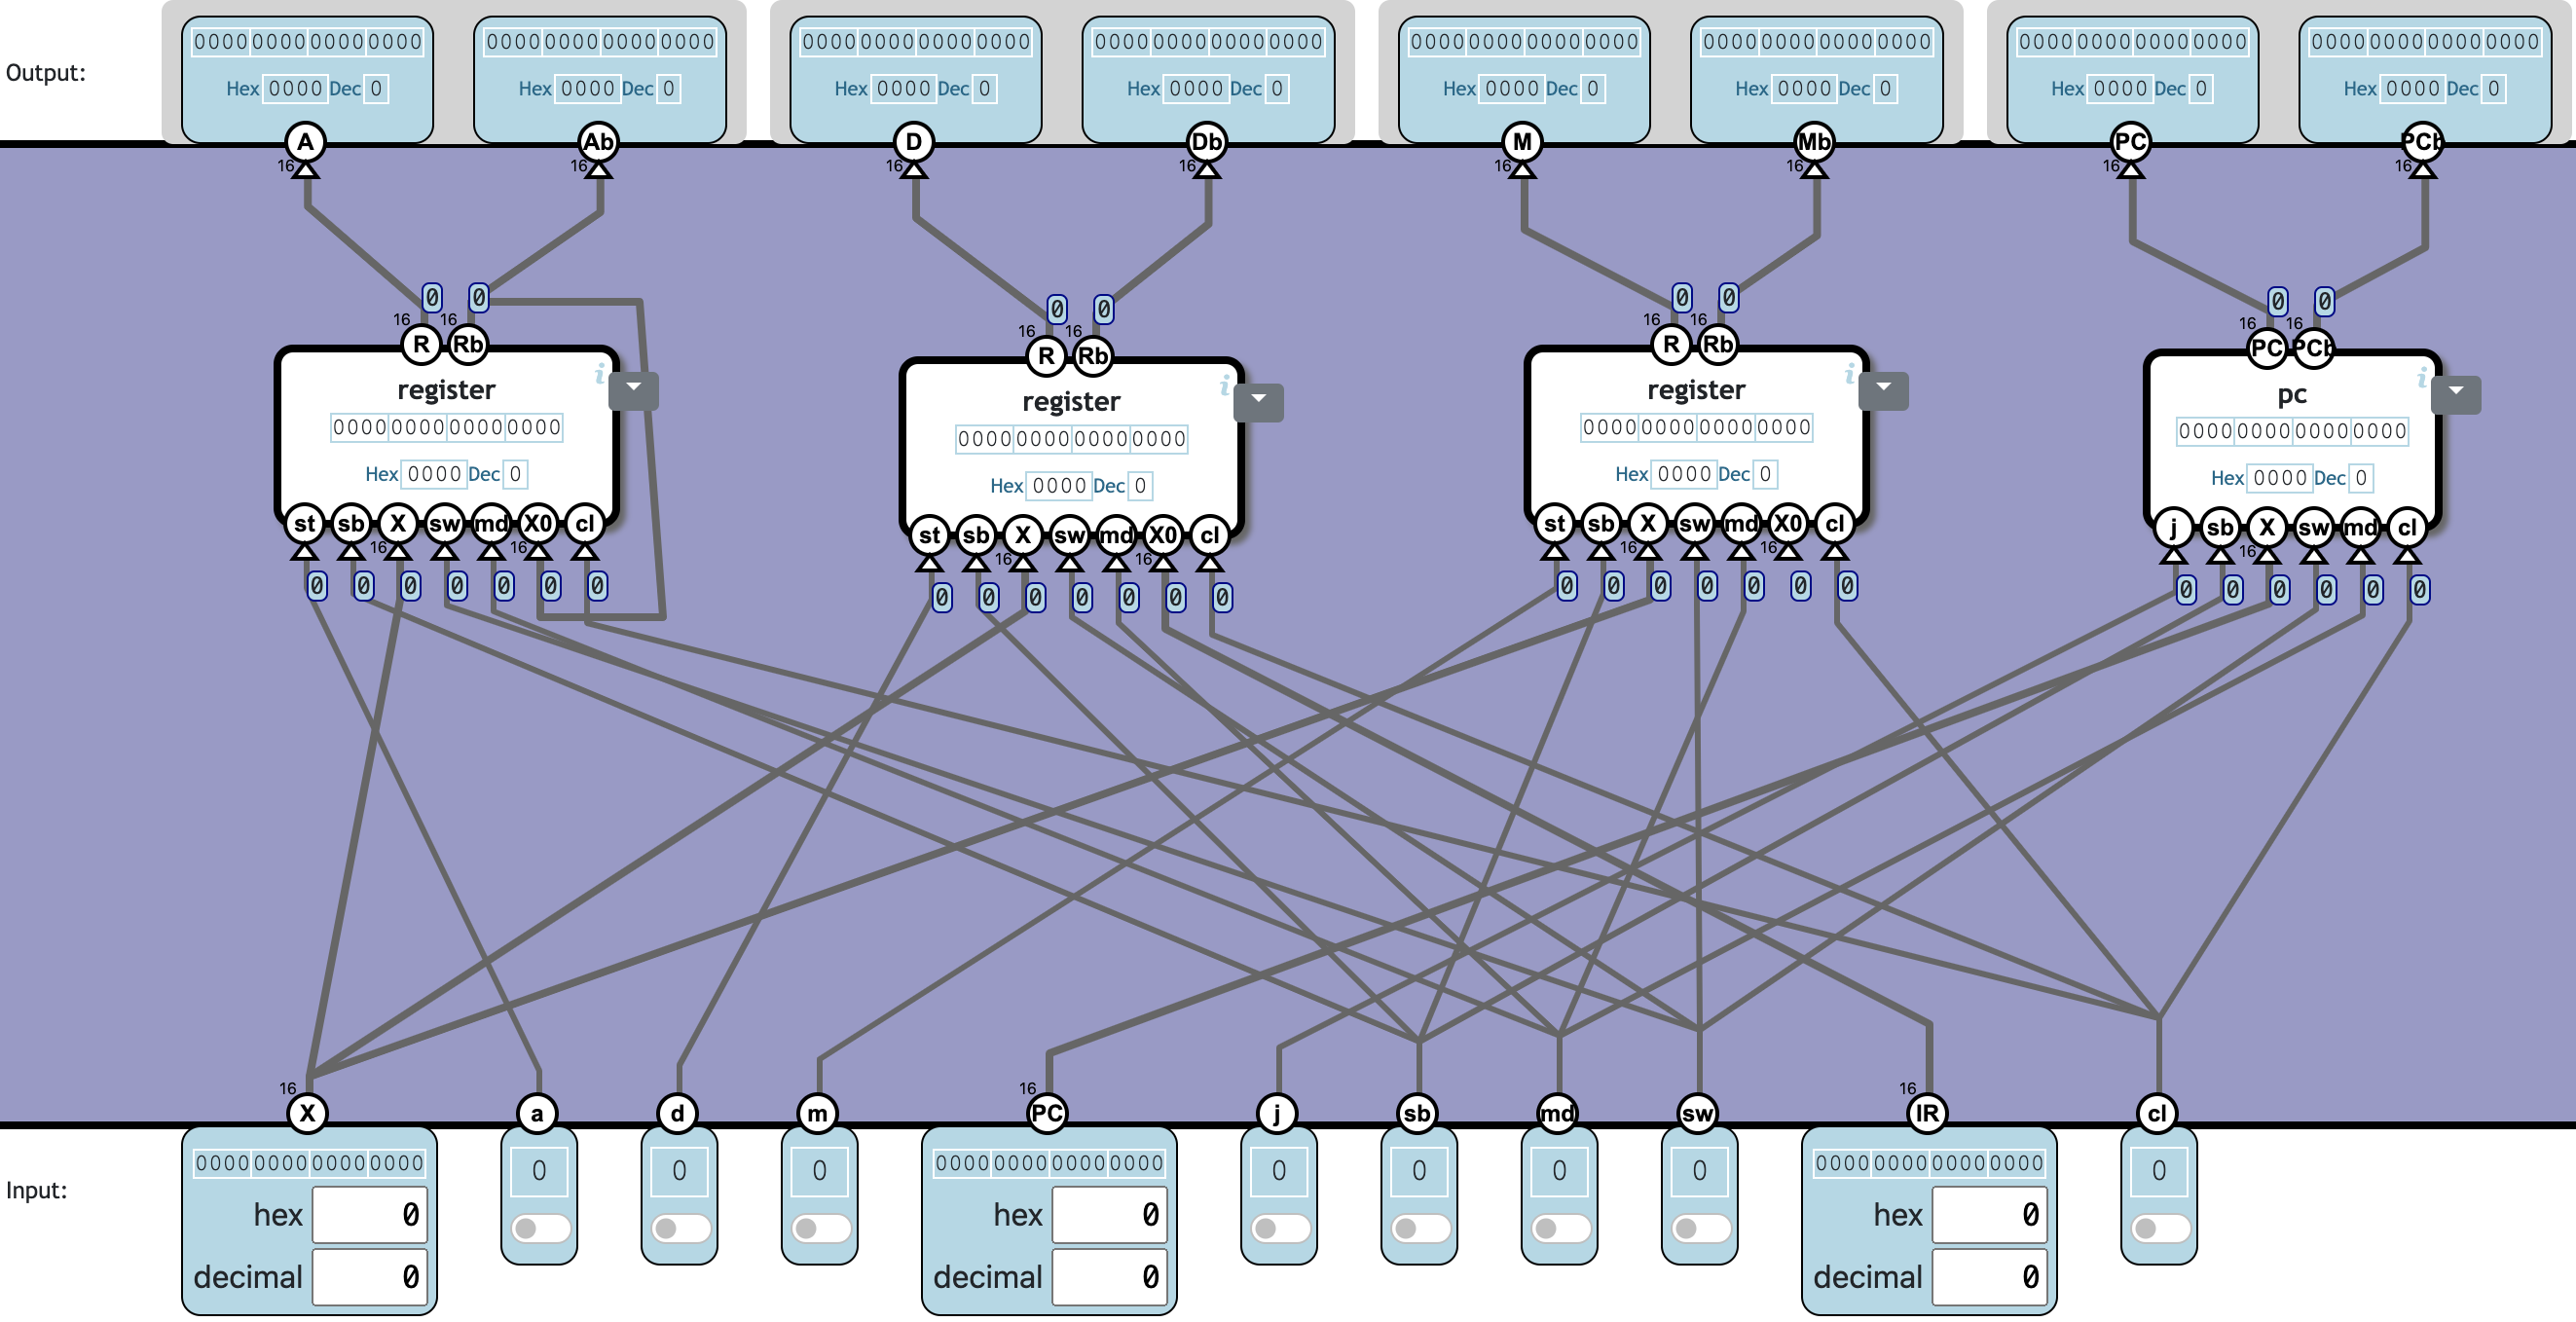 Output:
0000 0000 0000 0000 0000 0000 0000 0000 0000 0000 0000 0000 0000 0000 0000 0000 0000 0000 0000 0000 0000 0000 0000 0000 0000 0000 0000 0000 0000 0000 0000 0000
Hex 0000 Dec 0 Hex 0000 Dec 0 Hex 0000 Dec 0 Hex 0000 Dec 0 Hex 0000 Dec 0 Hex 0000 Dec 0 Hex 0000 Dec 0 Hex 0000 Dec 0
A Ab D Db M Mb PC PCb
16 16 16 16 16 16 16 16
0 0 0 0 0 0 0 0
16 16 16 16 16 16 16 16
R Rb R Rb R Rb PC PCb
i i i i
register register register pc
0000 0000 0000 0000 0000 0000 0000 0000 0000 0000 0000 0000 0000 0000 0000 0000
Hex 0000 Dec 0 Hex 0000 Dec 0 Hex 0000 Dec 0 Hex 0000 Dec 0
st sb X sw md X0 cl st sb X sw md X0 cl st sb X sw md X0 cl j sb X sw md cl
16 16 16 16 16 16 16
0 0 0 0 0 0 0 0 0 0 0 0 0 0 0 0 0 0 0 0 0 0 0 0 0 0 0
16 16 16
X a d m PC j sb md sw IR cl
Input:
0000 0000 0000 0000 0 0 0 0000 0000 0000 0000 0 0 0 0 0000 0000 0000 0000 0
hex 0 hex 0 hex 0
decimal 0 decimal 0 decimal 0